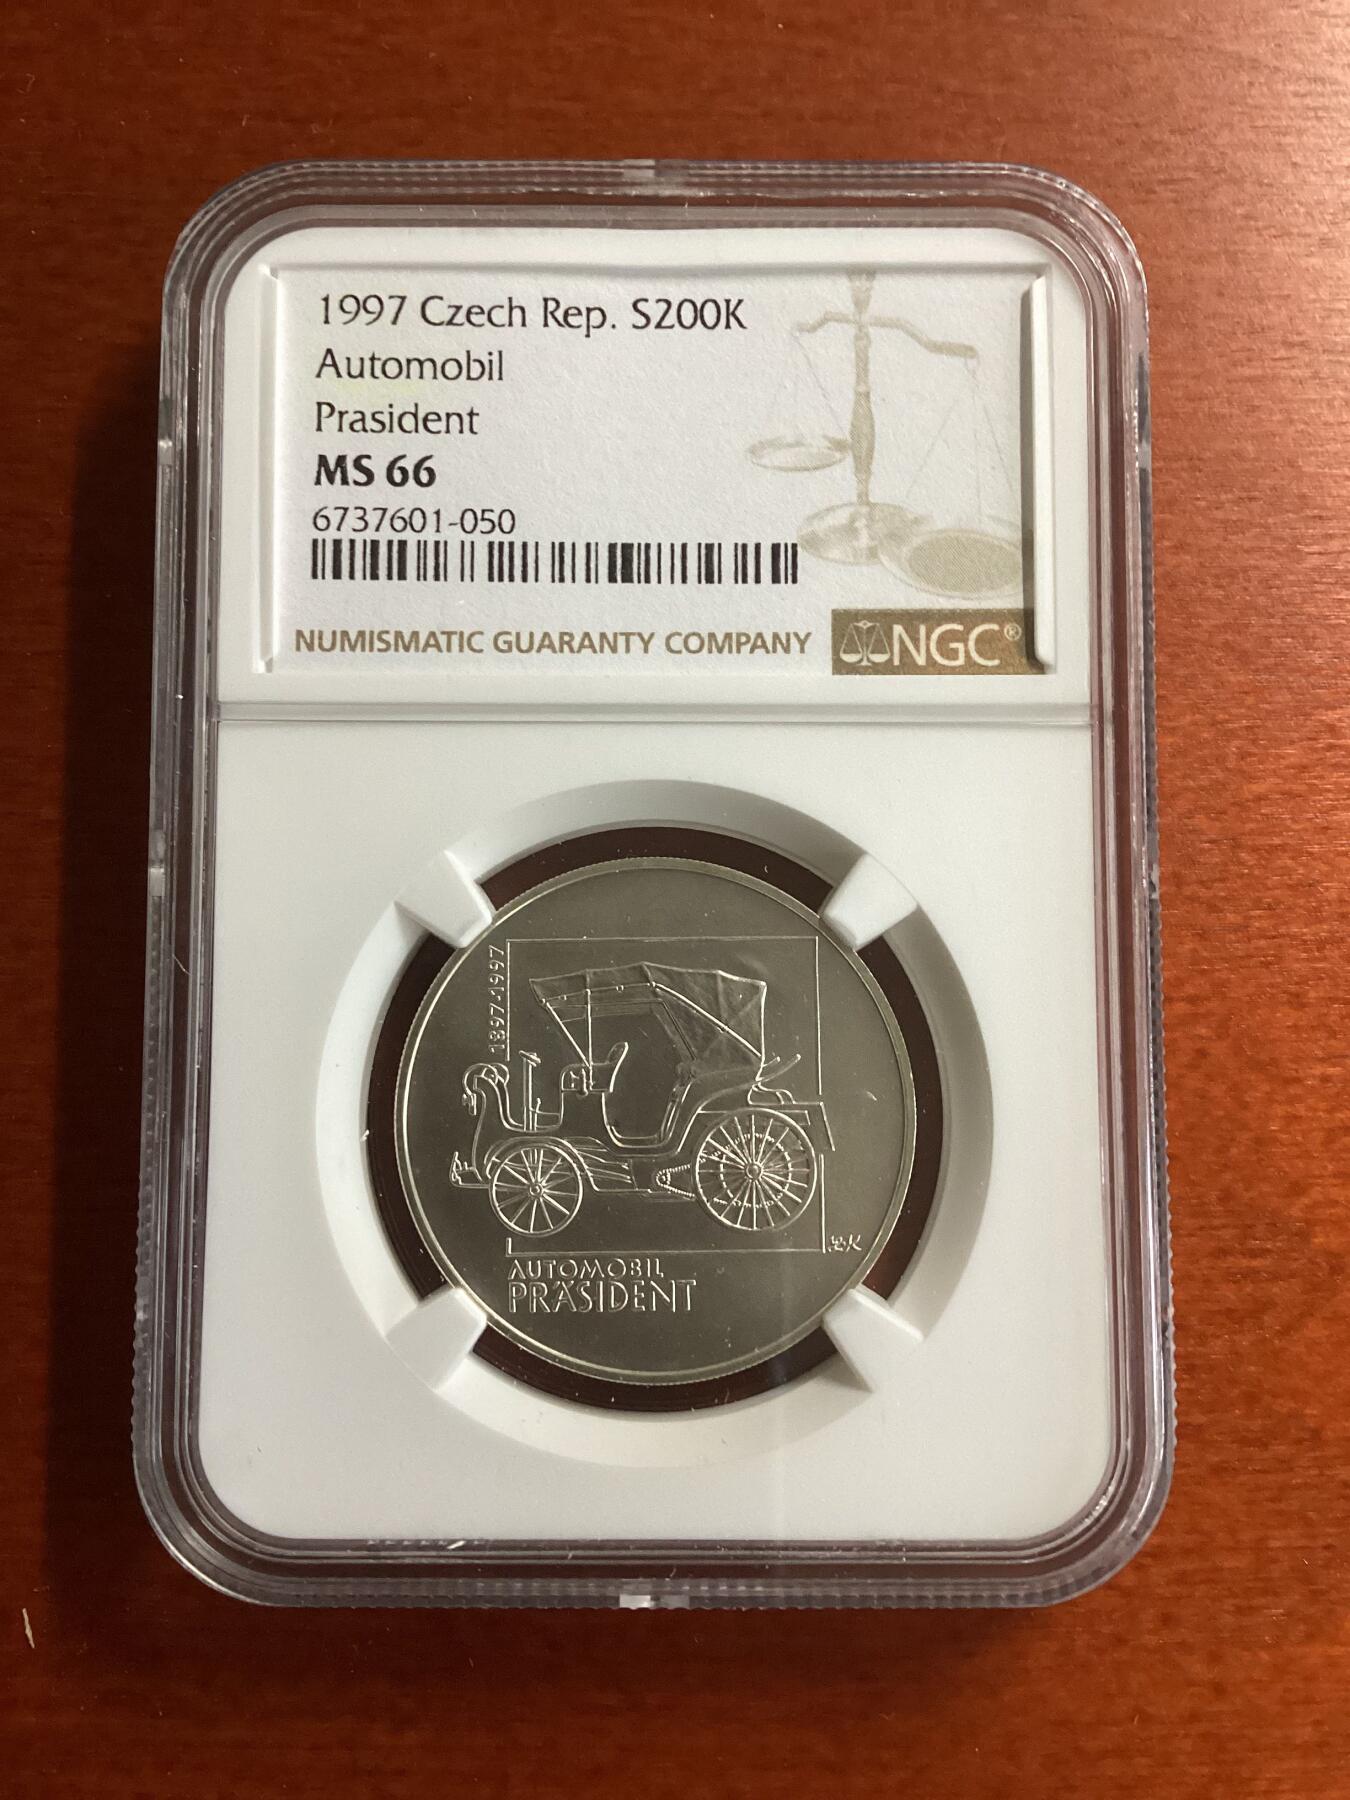 1997 Czech Rep. S200K
Automobil
Prasident
MS 66
6737601-050
NUMISMATIC GUARANTY COMPANY
NGC®
1897-1997
AUTOMOBIL
PRÄSIDENT